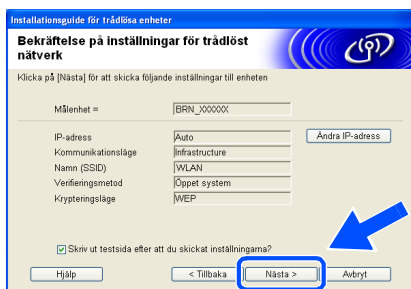 Installationsguide för trådlösa enheter
Bekräftelse på inställningar för trådlöst
nätverk
Klicka på [Nästa] för att skicka följande inställningar till enheten
Målenhet = BRN_XXXXXX
IP-adress Auto Ändra IP-adress
Kommunikationsläge Infrastructure
Namn (SSID) WLAN
Verifieringsmetod Öppet system
Krypteringsläge WEP
Skriv ut testsida efter att du skickat inställningarna?
Hjälp < Tillbaka Nästa > Avbryt